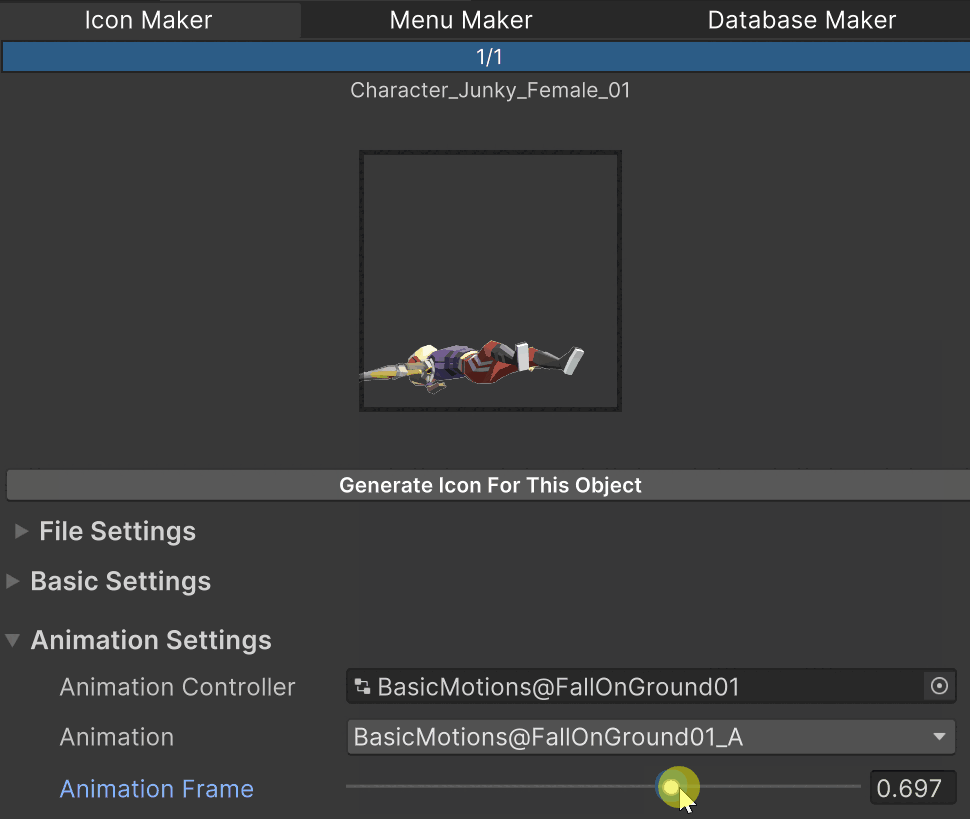 Icon Maker Menu Maker Database Maker
1/1
Character_Junky_Female_01
Generate Icon For This Object
File Settings
Basic Settings
Animation Settings
Animation Controller BasicMotions@FallOnGround01
Animation BasicMotions@FallOnGround01_A
Animation Frame 0.697